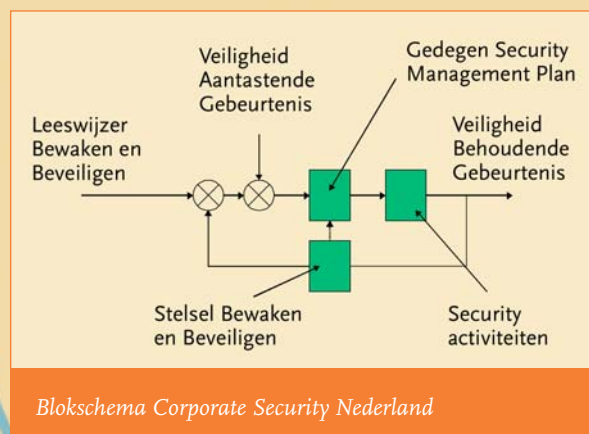 Veiligheid
Aantastende
Gebeurtenis
Gedegen Security
Management Plan
Leeswijzer
Bewaken en
Beveiligen
Veiligheid
Behoudende
Gebeurtenis
Stelsel Bewaken
en Beveiligen
Security
activiteiten
Blokschema Corporate Security Nederland